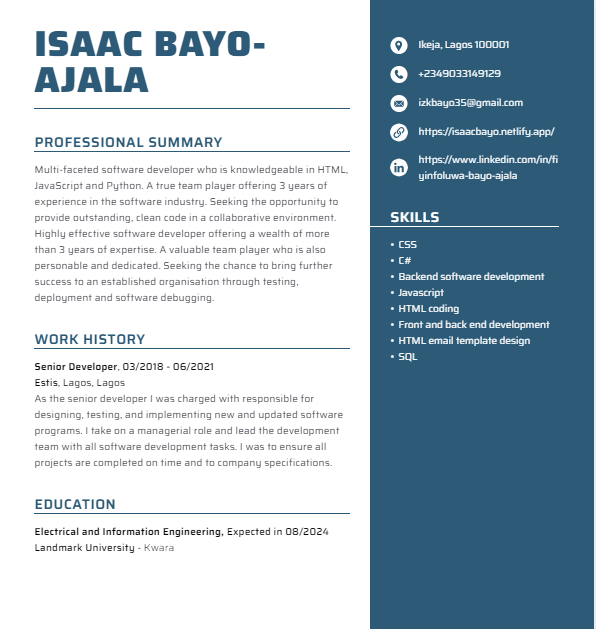 ISAAC BAYO-
AJALA
PROFESSIONAL SUMMARY
Multi-faceted software developer who is knowledgeable in HTML,
JavaScript and Python. A true team player offering 3 years of
experience in the software industry. Seeking the opportunity to
provide outstanding, clean code in a collaborative environment.
Highly effective software developer offering a wealth of more
than 3 years of expertise. A valuable team player who is also
personable and dedicated. Seeking the chance to bring further
success to an established organisation through testing,
deployment and software debugging.
WORK HISTORY
Senior Developer, 03/2018 - 06/2021
Estis, Lagos, Lagos
As the senior developer I was charged with responsible for
designing, testing, and implementing new and updated software
programs. I take on a managerial role and lead the development
team with all software development tasks. I was to ensure all
projects are completed on time and to company specifications.
EDUCATION
Electrical and Information Engineering, Expected in 08/2024
Landmark University - Kwara
Ikeja, Lagos 100001
+2349033149129
izkbayo35@gmail.com
https://isaacbayo.netlify.app/
https://www.linkedin.com/in/fi
yinfoluwa-bayo-ajala
SKILLS
• CSS
• C#
• Backend software development
• Javascript
• HTML coding
• Front and back end development
• HTML email template design
• SQL